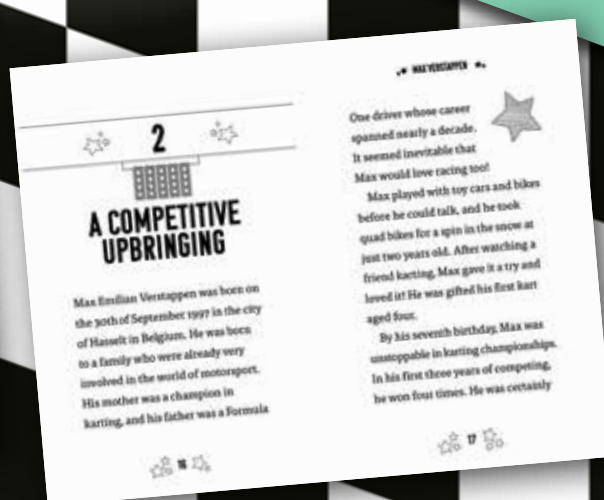 2
A COMPETITIVE
UPBRINGING
Max Emilian Verstappen was born on
the 30th of September 1997 in the city
of Hasselt in Belgium. He was born
to a family who were already very
involved in the world of motorsport.
His mother was a champion in
karting, and his father was a Formula
16
MAX VERSTAPPEN
One driver whose career
spanned nearly a decade.
It seemed inevitable that
Max would love racing too!
Max played with toy cars and bikes
before he could talk, and he took
quad bikes for a spin in the snow at
just two years old. After watching a
friend karting, Max gave it a try and
loved it! He was gifted his first kart
aged four.
By his seventh birthday, Max was
unstoppable in karting championships.
In his first three years of competing,
he won four times. He was certainly
17